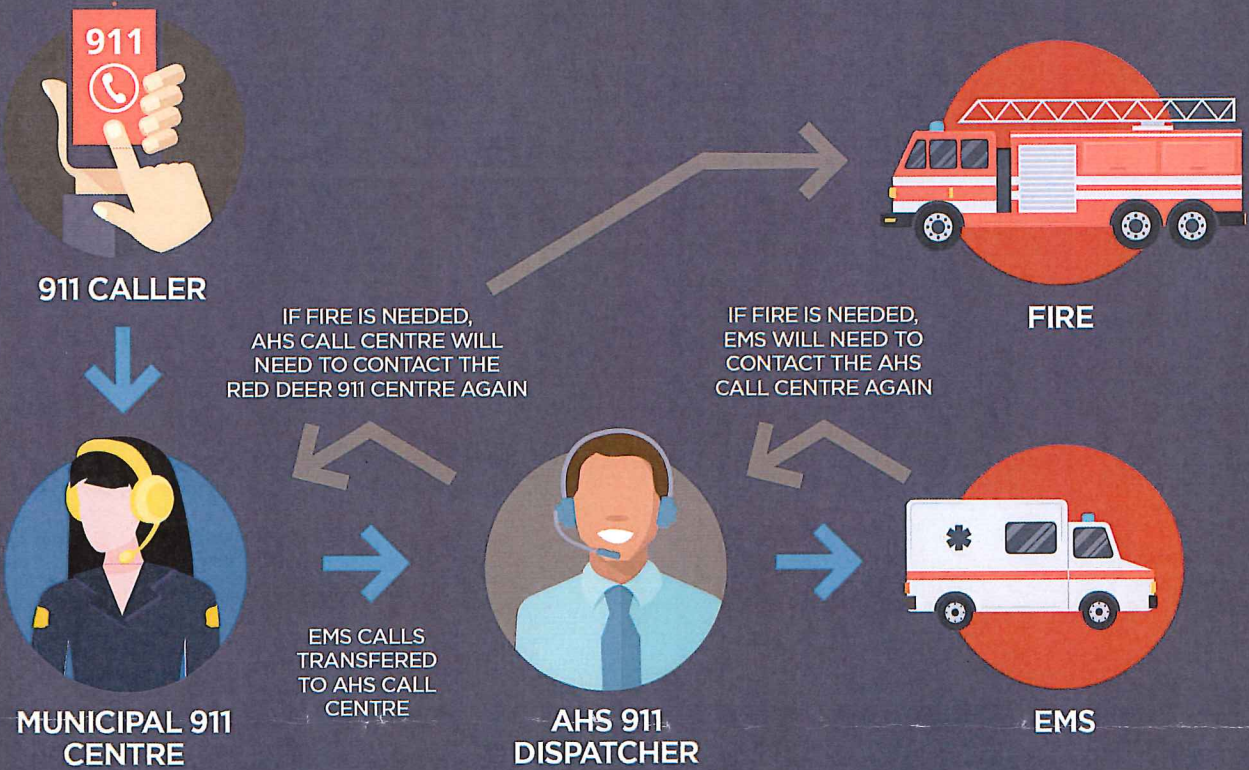 911
911 CALLER
IF FIRE IS NEEDED,
AHS CALL CENTRE WILL
NEED TO CONTACT THE
RED DEER 911 CENTRE AGAIN
IF FIRE IS NEEDED,
EMS WILL NEED TO
CONTACT THE AHS
CALL CENTRE AGAIN
FIRE
EMS CALLS
TRANSFERED
TO AHS CALL
CENTRE
MUNICIPAL 911
CENTRE
AHS 911
DISPATCHER
EMS